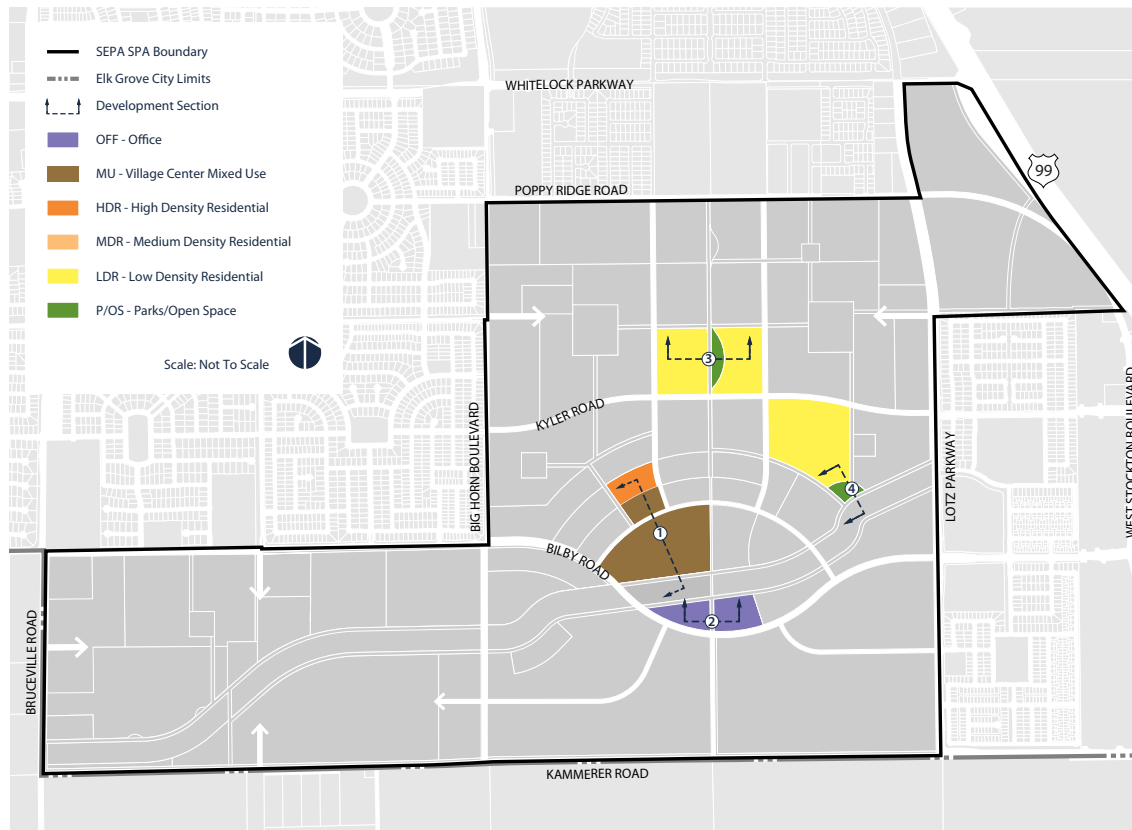 SEPA SPA Boundary
Elk Grove City Limits
Development Section
OFF - Office
MU - Village Center Mixed Use
HDR - High Density Residential
MDR - Medium Density Residential
LDR - Low Density Residential
P/OS - Parks/Open Space
Scale: Not To Scale
WHITELOCK PARKWAY
99
POPPY RIDGE ROAD
3
KYLER ROAD
BIG HORN BOULEVARD
LOTZ PARKWAY
WEST STOCKTON BOULEVARD
4
1
BILBY ROAD
2
BRUCEVILLE ROAD
KAMMERER ROAD